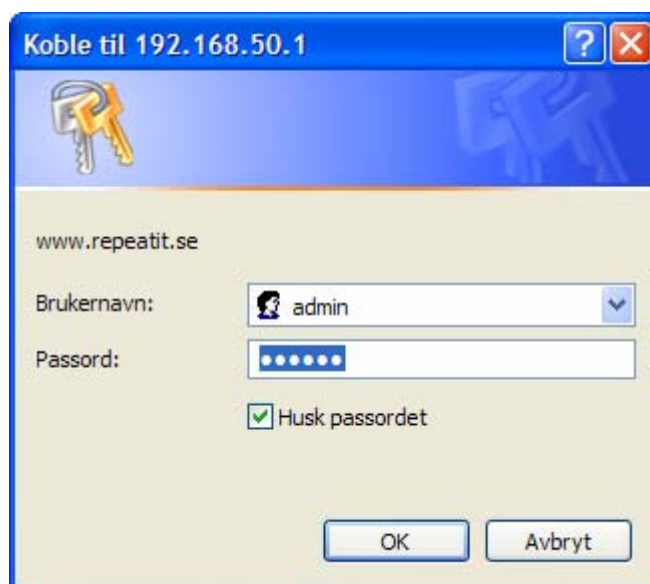 Koble til 192.168.50.1
www.repeatit.se
Brukernavn:
admin
Passord:
••••••
Husk passordet
OK
Avbryt